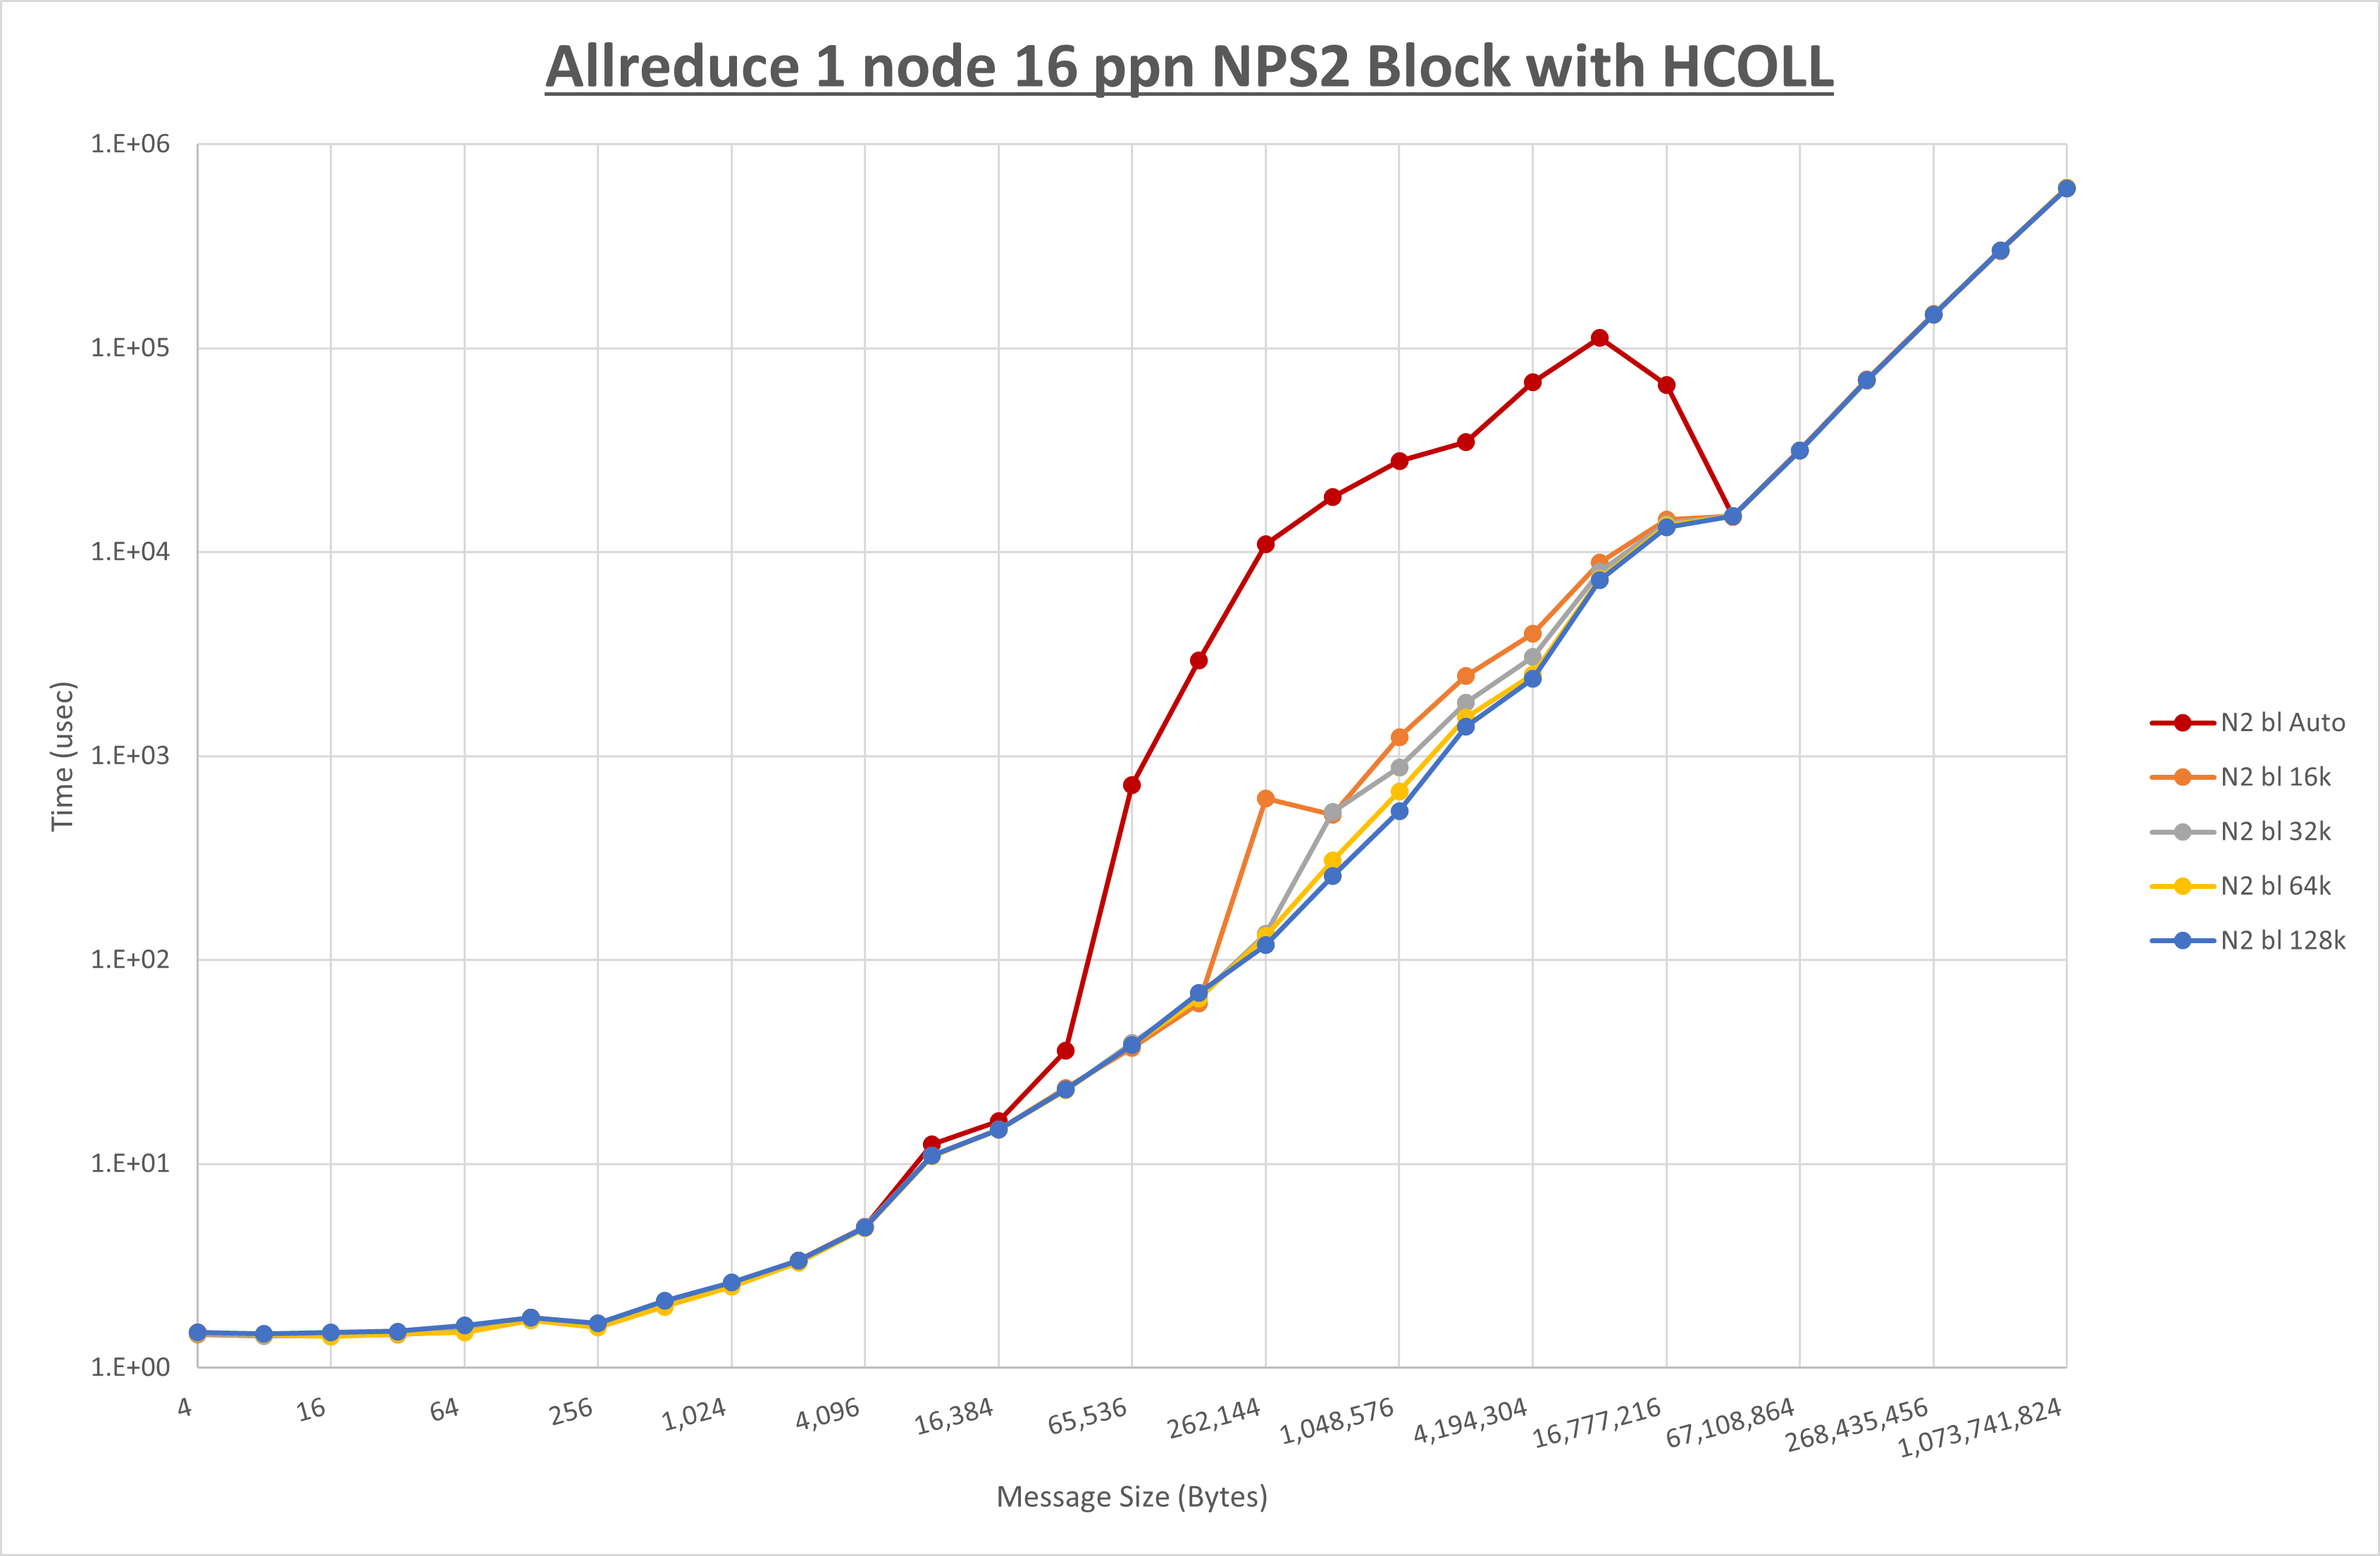 Allreduce 1 node 16 ppn NPS2 Block with HCOLL
1.E+06
1.E+05
1.E+04
1.E+03
1.E+02
1.E+01
1.E+00
Time (usec)
4
16
64
256
1,024
4,096
16,384
65,536
262,144
1,048,576
4,194,304
16,777,216
67,108,864
268,435,456
1,073,741,824
Message Size (Bytes)
N2 bl Auto
N2 bl 16k
N2 bl 32k
N2 bl 64k
N2 bl 128k